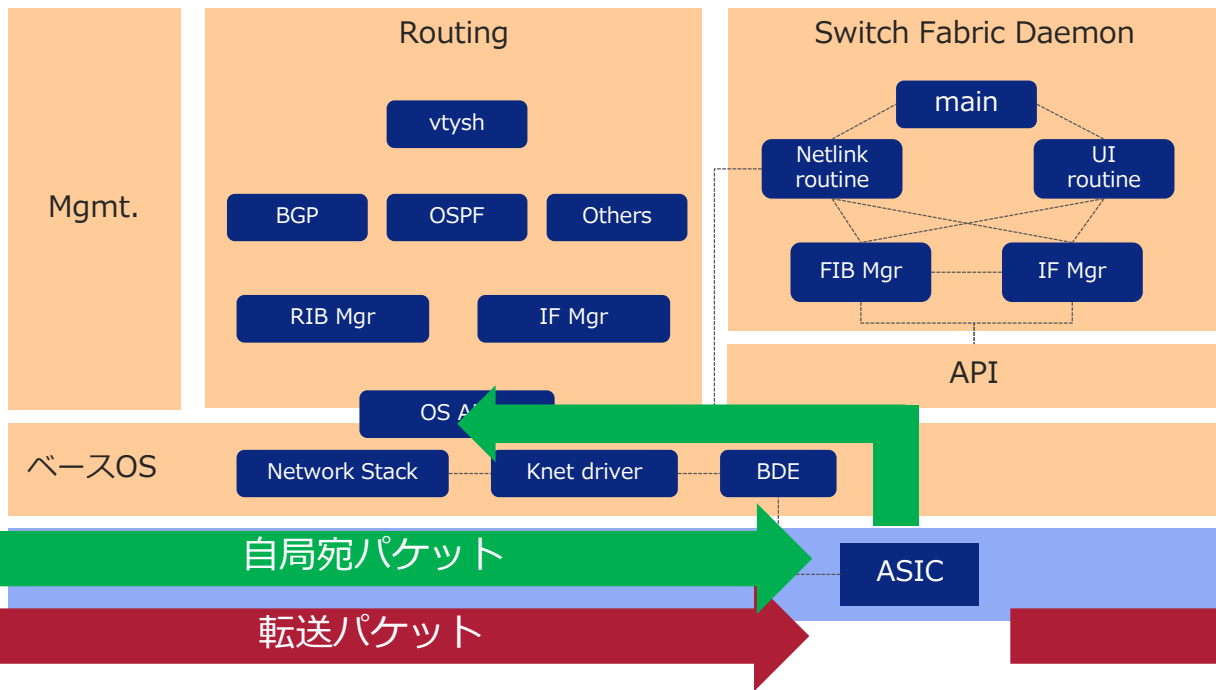 Mgmt.
Routing
vtysh
BGP
OSPF
Others
RIB Mgr
IF Mgr
Switch Fabric Daemon
main
Netlink
routine
UI
routine
FIB Mgr
IF Mgr
API
OS
ベースOS
Network Stack
Knet driver
BDE
自局宛パケット
ASIC
転送パケット